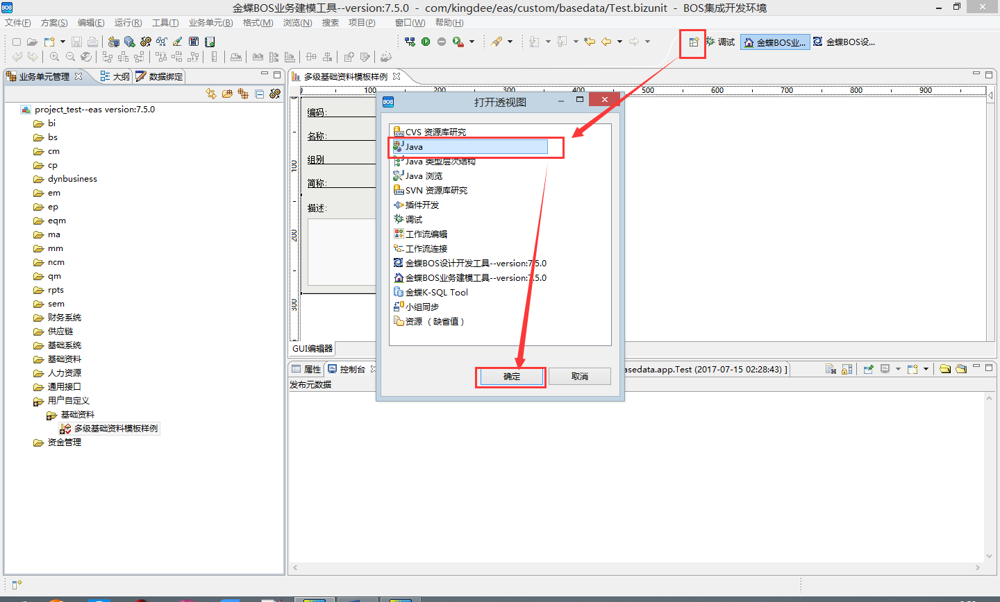 BOS 金蝶BOS业务建模工具--version:7.5.0 - com/kingdee/eas/custom/basedata/Test.bizunit - BOS集成开发环境
文件(F) 方案(S) 编辑(E) 运行(R) 工具(T) 业务单元(B) 格式(M) 浏览(N) 搜索 项目(P) 窗口(W) 帮助(H)
调试 金蝶BOS业... 金蝶BOS设...
业务单元管理 大纲 数据绑定
project_test--eas version:7.5.0
bi
bs
cm
cp
dynbusiness
em
ep
eqm
ma
mm
ncm
qm
rpts
sem
财务系统
供应链
基础系统
基础资料
人力资源
通用接口
用户自定义
基础资料
多级基础资料模板样例
资金管理
多级基础资料模板样例
0 100 200 300 400 500 600 700 800 900
100
200
300
编码:
名称:
组别
简称:
描述:
GUI编辑器
BOS 打开透视图
CVS 资源库研究
Java
Java 类型层次结构
Java 浏览
SVN 资源库研究
插件开发
调试
工作流编辑
工作流连接
金蝶BOS设计开发工具--version:7.5.0
金蝶BOS业务建模工具--version:7.5.0
金蝶K-SQL Tool
小组同步
资源 （缺省值 ）
确定 取消
属性 控制台 asedata.app.Test (2017-07-15 02:28:43) ]
发布元数据